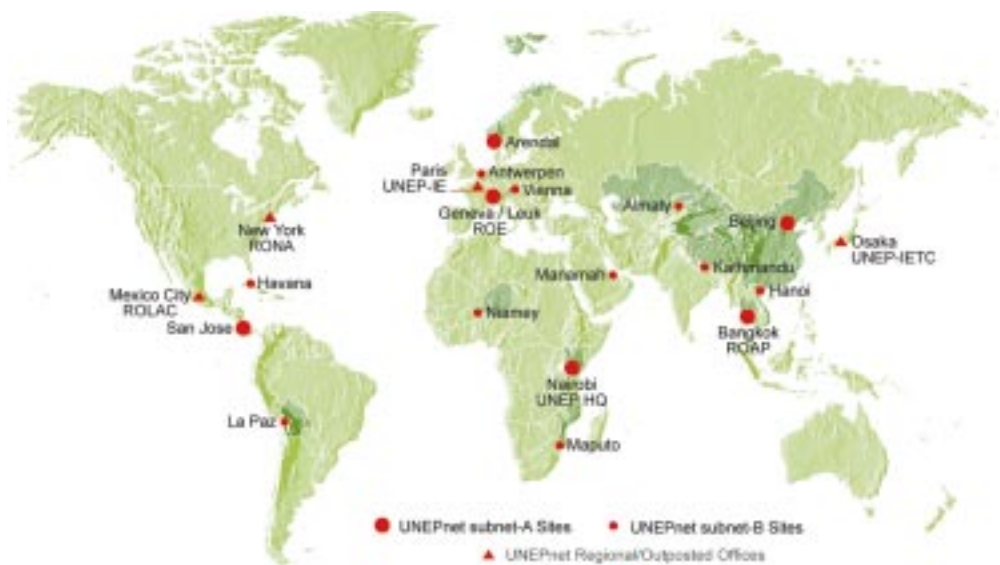 Arendal
Paris
UNEP-IE
Antwerpen
Vienna
Geneva / Leuk
ROE
Almaty
Beijing
New York
RONA
Osaka
UNEP-IETC
Manamah
Kathmandu
Havana
Mexico City
ROLAC
Hanoi
San Jose
Niamey
Bangkok
ROAP
Nairobi
UNEP HQ
La Paz
Maputo
UNEPnet subnet-A Sites
UNEPnet subnet-B Sites
UNEPnet Regional/Outposted Offices